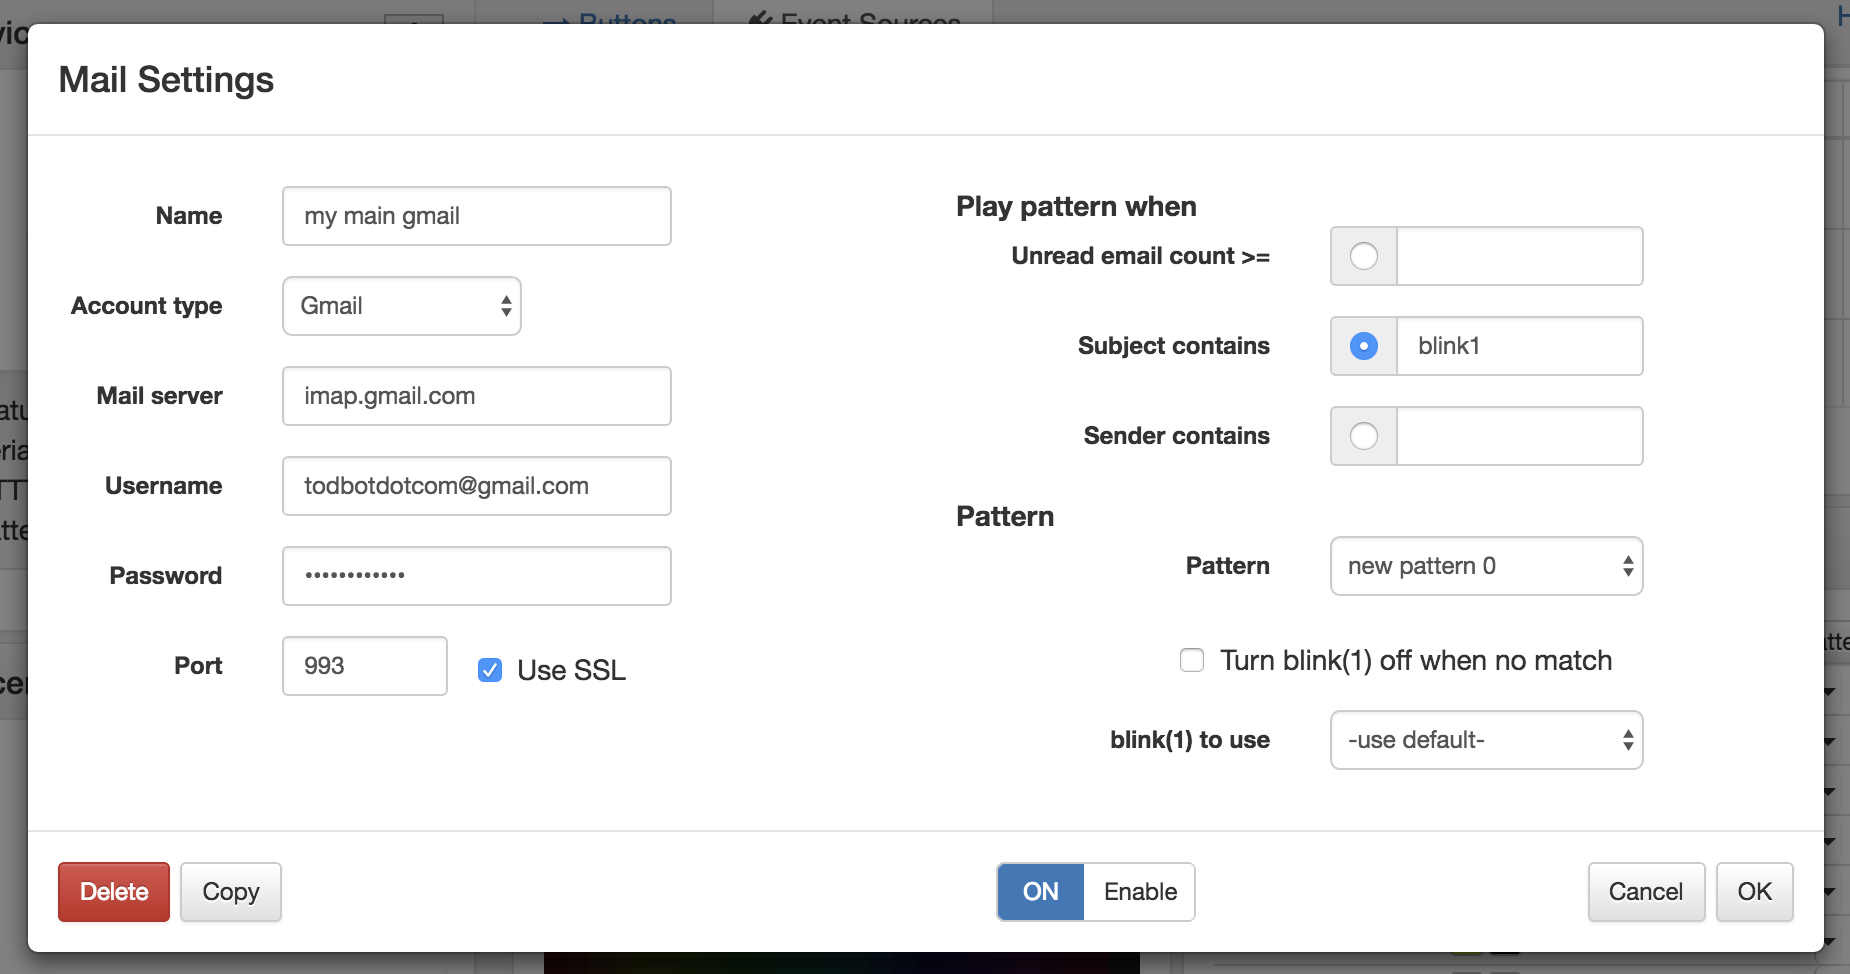 Buttons
Event Sources
Mail Settings
Name
my main gmail
Account type
Gmail
Mail server
imap.gmail.com
Username
todbotdotcom@gmail.com
Password
••••••••••••
Port
993
Use SSL
Play pattern when
Unread email count >=
Subject contains
blink1
Sender contains
Pattern
Pattern
new pattern 0
Turn blink(1) off when no match
blink(1) to use
-use default-
Delete
Copy
ON
Enable
Cancel
OK